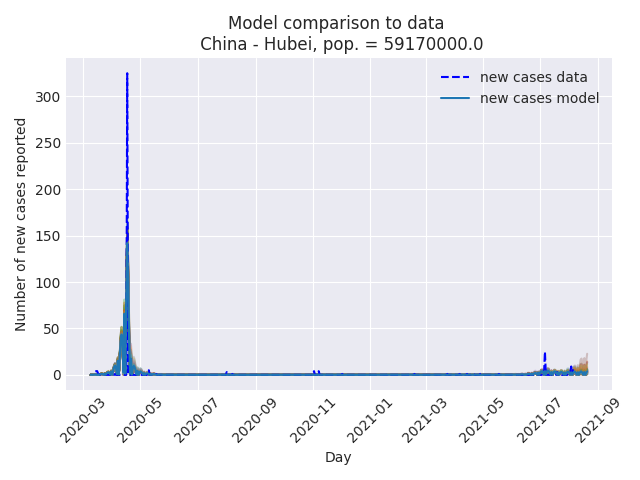 Model comparison to data
China - Hubei, pop. = 59170000.0
new cases data
new cases model
Number of new cases reported
300
250
200
150
100
50
0
2020-03
2020-05
2020-07
2020-09
2020-11
2021-01
2021-03
2021-05
2021-07
2021-09
Day